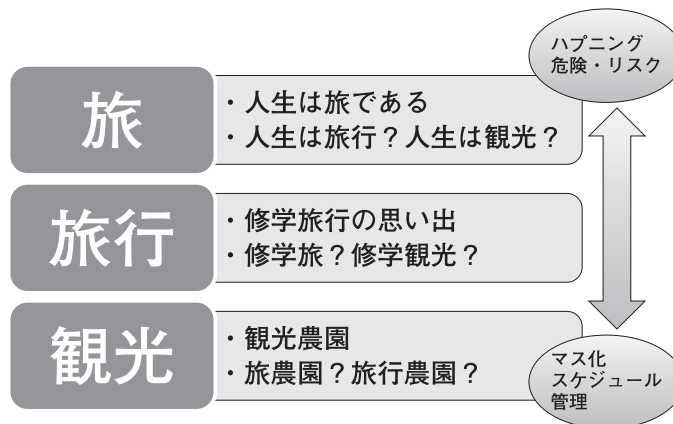 ハプニング
危険・リスク
旅
・人生は旅である
・人生は旅行？人生は観光？
旅行
・修学旅行の思い出
・修学旅？修学観光？
観光
・観光農園
・旅農園？旅行農園？
マス化
スケジュール
管理